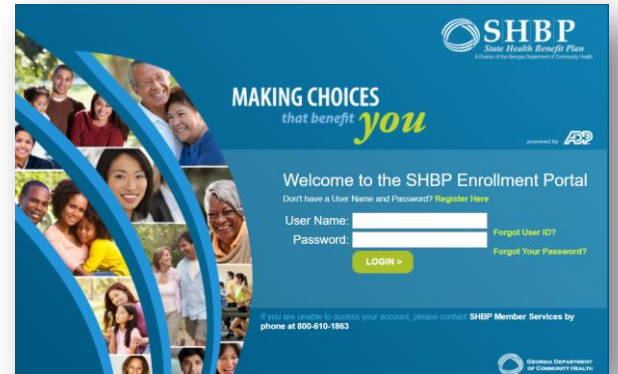 SHBP
State Health Benefit Plan
A Division of the Georgia Department of Community Health
MAKING CHOICES
that benefit you
powered by ADP
Welcome to the SHBP Enrollment Portal
Don't have a User Name and Password? Register Here
User Name:
Forgot User ID?
Password:
Forgot Your Password?
LOGIN >
If you are unable to access your account, please contact SHBP Member Services by
phone at 800-610-1863
GEORGIA DEPARTMENT
OF COMMUNITY HEALTH